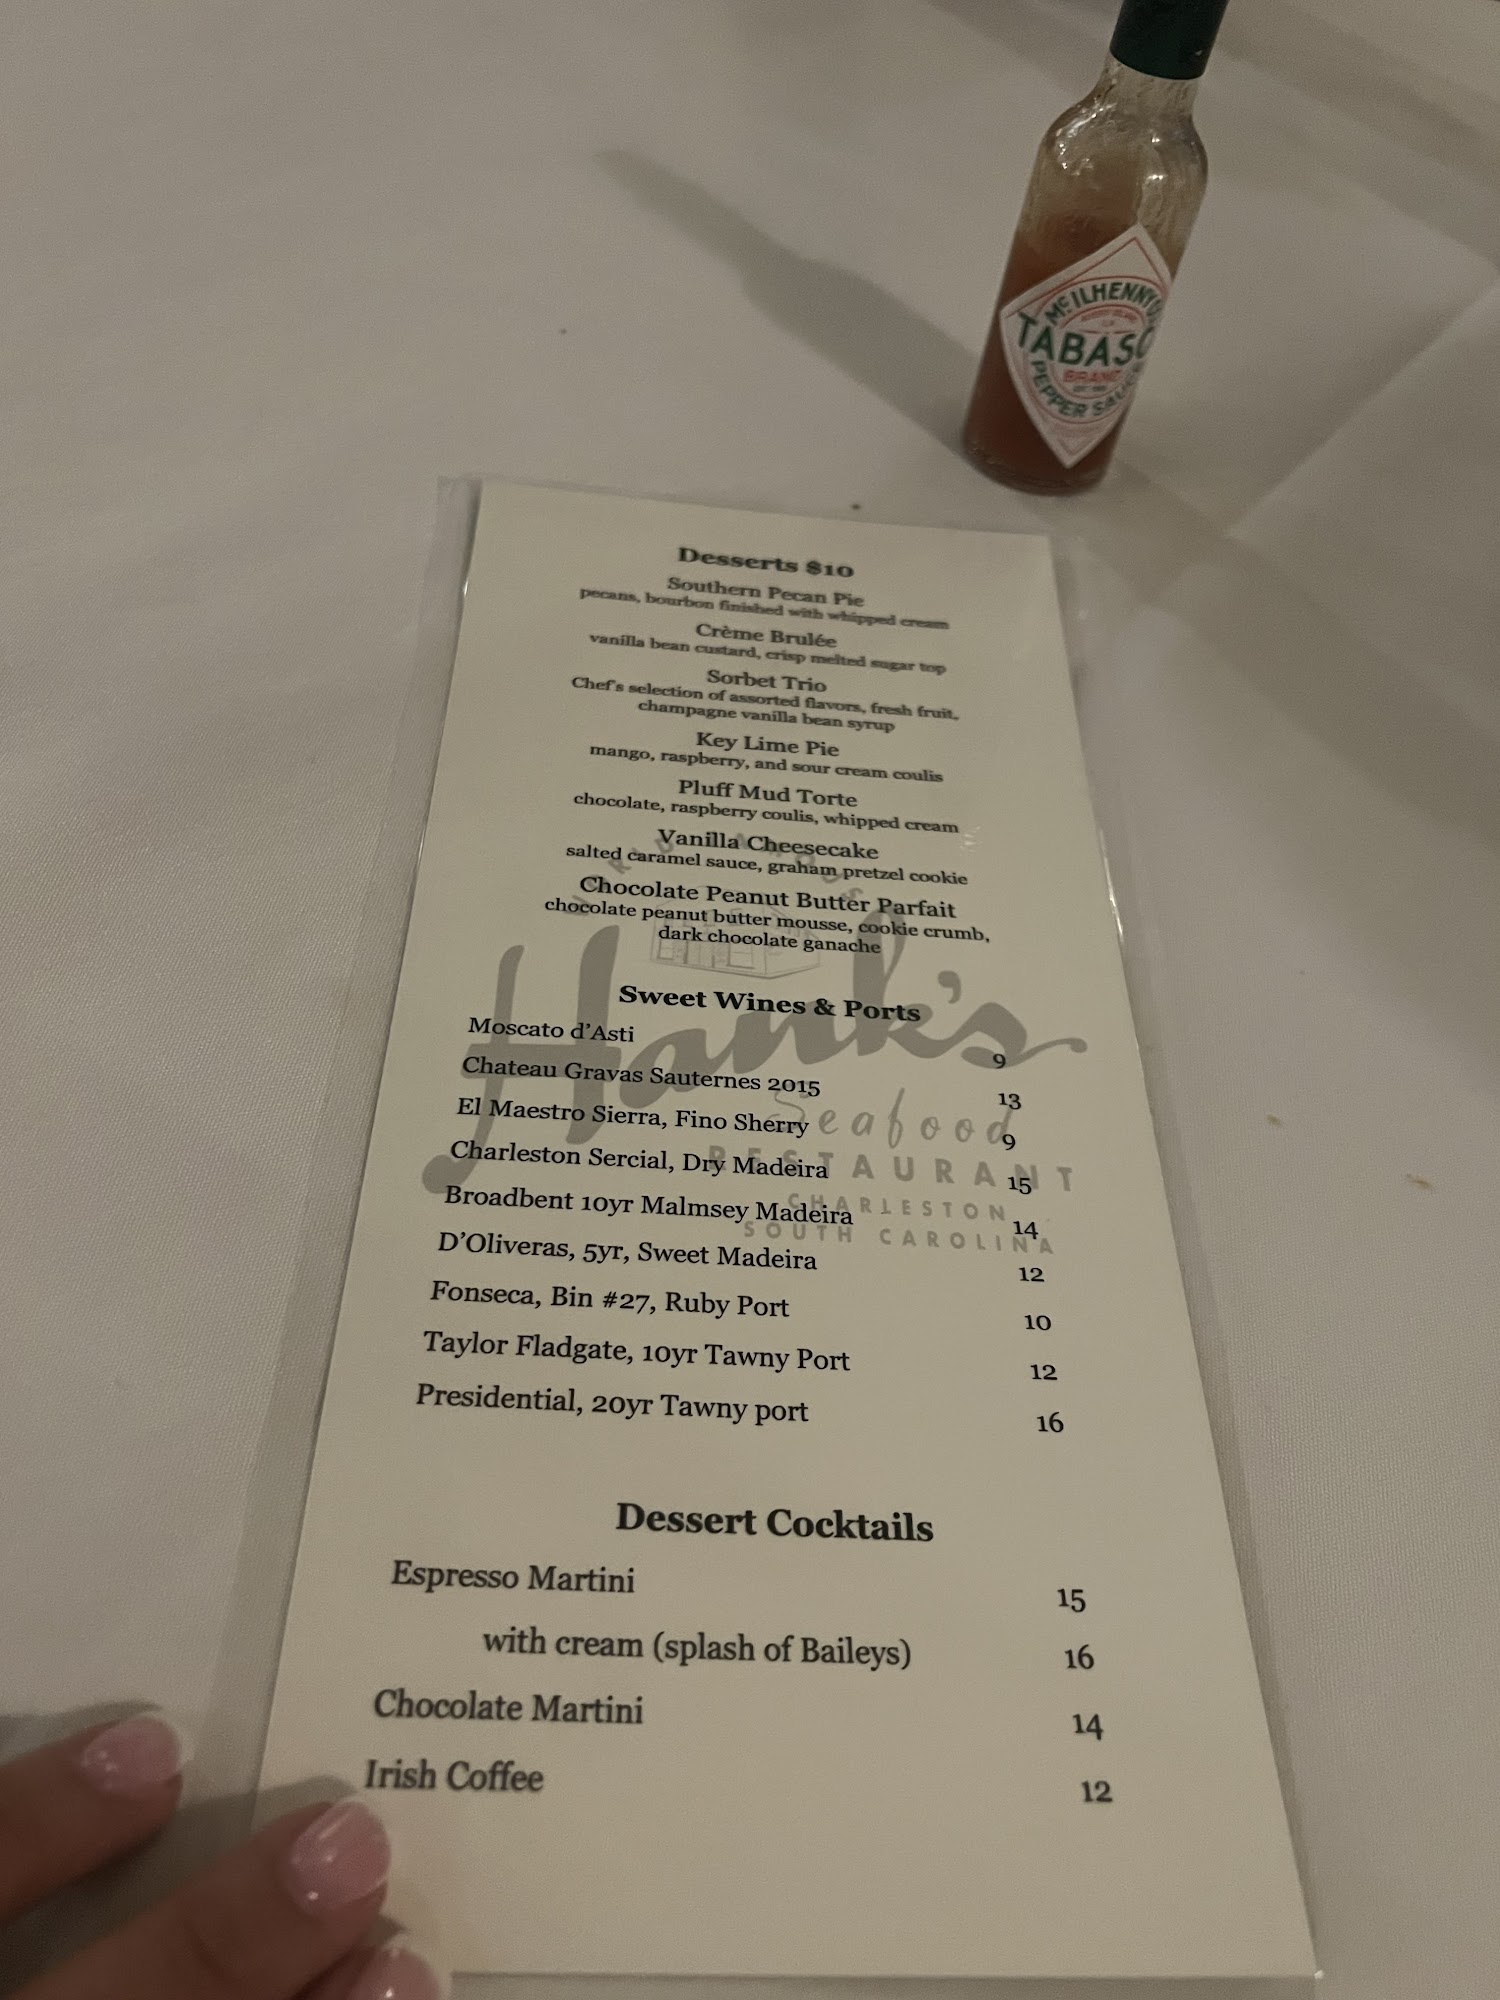 McILHENNY CO
TABASCO
BRAND
PEPPER SAUCE
Desserts $10
Southern Pecan Pie
pecans, bourbon finished with whipped cream
Crème Brulée
vanilla bean custard, crisp melted sugar top
Sorbet Trio
Chef's selection of assorted flavors, fresh fruit,
champagne vanilla bean syrup
Key Lime Pie
mango, raspberry, and sour cream coulis
Pluff Mud Torte
chocolate, raspberry coulis, whipped cream
Vanilla Cheesecake
salted caramel sauce, graham pretzel cookie
Chocolate Peanut Butter Parfait
chocolate peanut butter mousse, cookie crumb,
dark chocolate ganache
WORLD FAMOUS
Hank's
Seafood
RESTAURANT
CHARLESTON
SOUTH CAROLINA
Sweet Wines & Ports
Moscato d'Asti 9
Chateau Gravas Sauternes 2015 13
El Maestro Sierra, Fino Sherry 9
Charleston Sercial, Dry Madeira 15
Broadbent 10yr Malmsey Madeira 14
D'Oliveras, 5yr, Sweet Madeira 12
Fonseca, Bin #27, Ruby Port 10
Taylor Fladgate, 10yr Tawny Port 12
Presidential, 20yr Tawny port 16
Dessert Cocktails
Espresso Martini 15
with cream (splash of Baileys) 16
Chocolate Martini 14
Irish Coffee 12